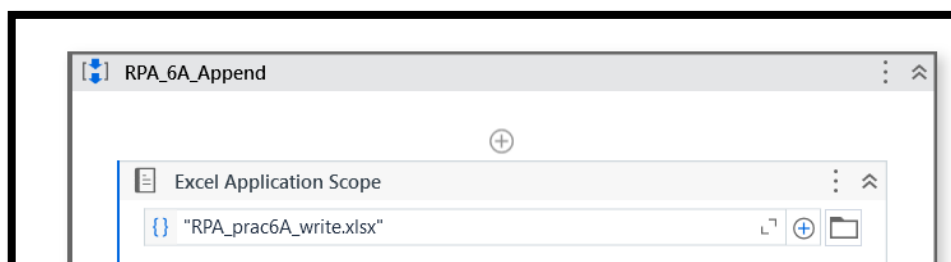 RPA_6A_Append
Excel Application Scope
{} "RPA_prac6A_write.xlsx"